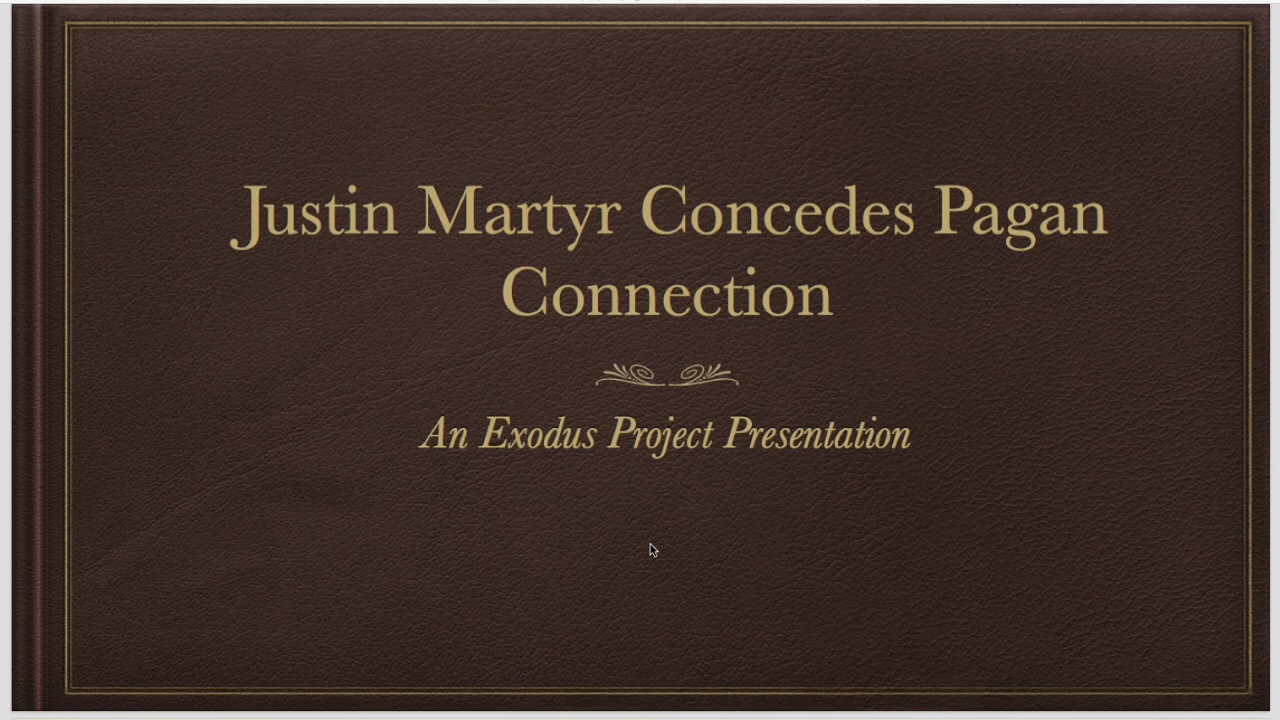 Justin Martyr Concedes Pagan
Connection
An Exodus Project Presentation